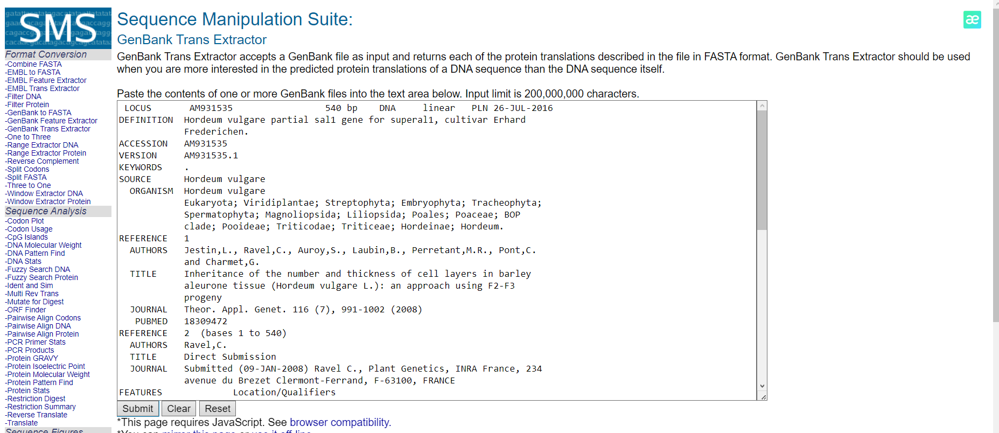 SMS
Sequence Manipulation Suite:
GenBank Trans Extractor
æ
GenBank Trans Extractor accepts a GenBank file as input and returns each of the protein translations described in the file in FASTA format. GenBank Trans Extractor should be used
when you are more interested in the predicted protein translations of a DNA sequence than the DNA sequence itself.
Format Conversion
-Combine FASTA
-EMBL to FASTA
-EMBL Feature Extractor
-EMBL Trans Extractor
-Filter DNA
-Filter Protein
-GenBank to FASTA
-GenBank Feature Extractor
-GenBank Trans Extractor
-One to Three
-Range Extractor DNA
-Range Extractor Protein
-Reverse Complement
-Split Codons
-Split FASTA
-Three to One
-Window Extractor DNA
-Window Extractor Protein
Sequence Analysis
-Codon Plot
-Codon Usage
-CpG Islands
-DNA Molecular Weight
-DNA Pattern Find
-DNA Stats
-Fuzzy Search DNA
-Fuzzy Search Protein
-Ident and Sim
-Multi Rev Trans
-Mutate for Digest
-ORF Finder
-Pairwise Align Codons
-Pairwise Align DNA
-Pairwise Align Protein
-PCR Primer Stats
-PCR Products
-Protein GRAVY
-Protein Isoelectric Point
-Protein Molecular Weight
-Protein Pattern Find
-Protein Stats
-Restriction Digest
-Restriction Summary
-Reverse Translate
-Translate
Sequence Figures
Paste the contents of one or more GenBank files into the text area below. Input limit is 200,000,000 characters.
LOCUS       AM931535                 540 bp    DNA     linear   PLN 26-JUL-2016
DEFINITION  Hordeum vulgare partial sal1 gene for superal1, cultivar Erhard
Frederichen.
ACCESSION   AM931535
VERSION     AM931535.1
KEYWORDS    .
SOURCE      Hordeum vulgare
ORGANISM  Hordeum vulgare
Eukaryota; Viridiplantae; Streptophyta; Embryophyta; Tracheophyta;
Spermatophyta; Magnoliopsida; Liliopsida; Poales; Poaceae; BOP
clade; Pooideae; Triticodae; Triticeae; Hordeinae; Hordeum.
REFERENCE   1
AUTHORS   Jestin,L., Ravel,C., Auroy,S., Laubin,B., Perretant,M.R., Pont,C.
and Charmet,G.
TITLE     Inheritance of the number and thickness of cell layers in barley
aleurone tissue (Hordeum vulgare L.): an approach using F2-F3
progeny
JOURNAL   Theor. Appl. Genet. 116 (7), 991-1002 (2008)
PUBMED   18309472
REFERENCE   2  (bases 1 to 540)
AUTHORS   Ravel,C.
TITLE     Direct Submission
JOURNAL   Submitted (09-JAN-2008) Ravel C., Plant Genetics, INRA France, 234
avenue du Brezet Clermont-Ferrand, F-63100, FRANCE
FEATURES             Location/Qualifiers
Submit Clear Reset
*This page requires JavaScript. See browser compatibility.
*You can mirror this page or use it off-line.